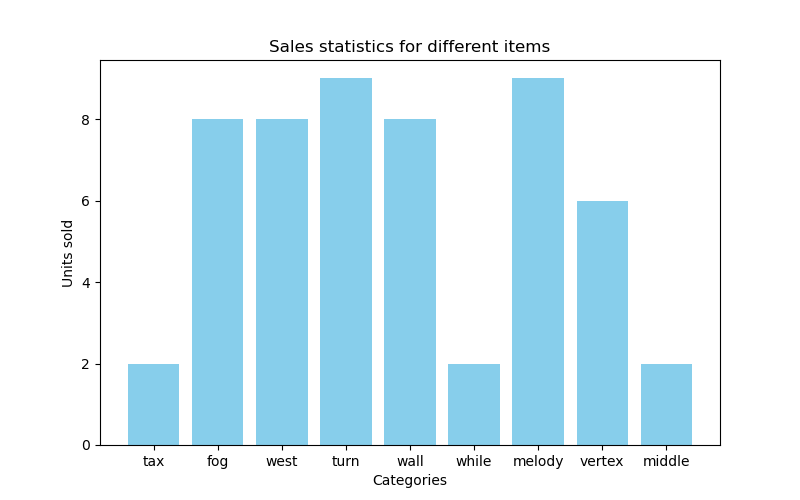 Sales statistics for different items
Units sold
8
6
4
2
0
tax fog west turn wall while melody vertex middle
Categories